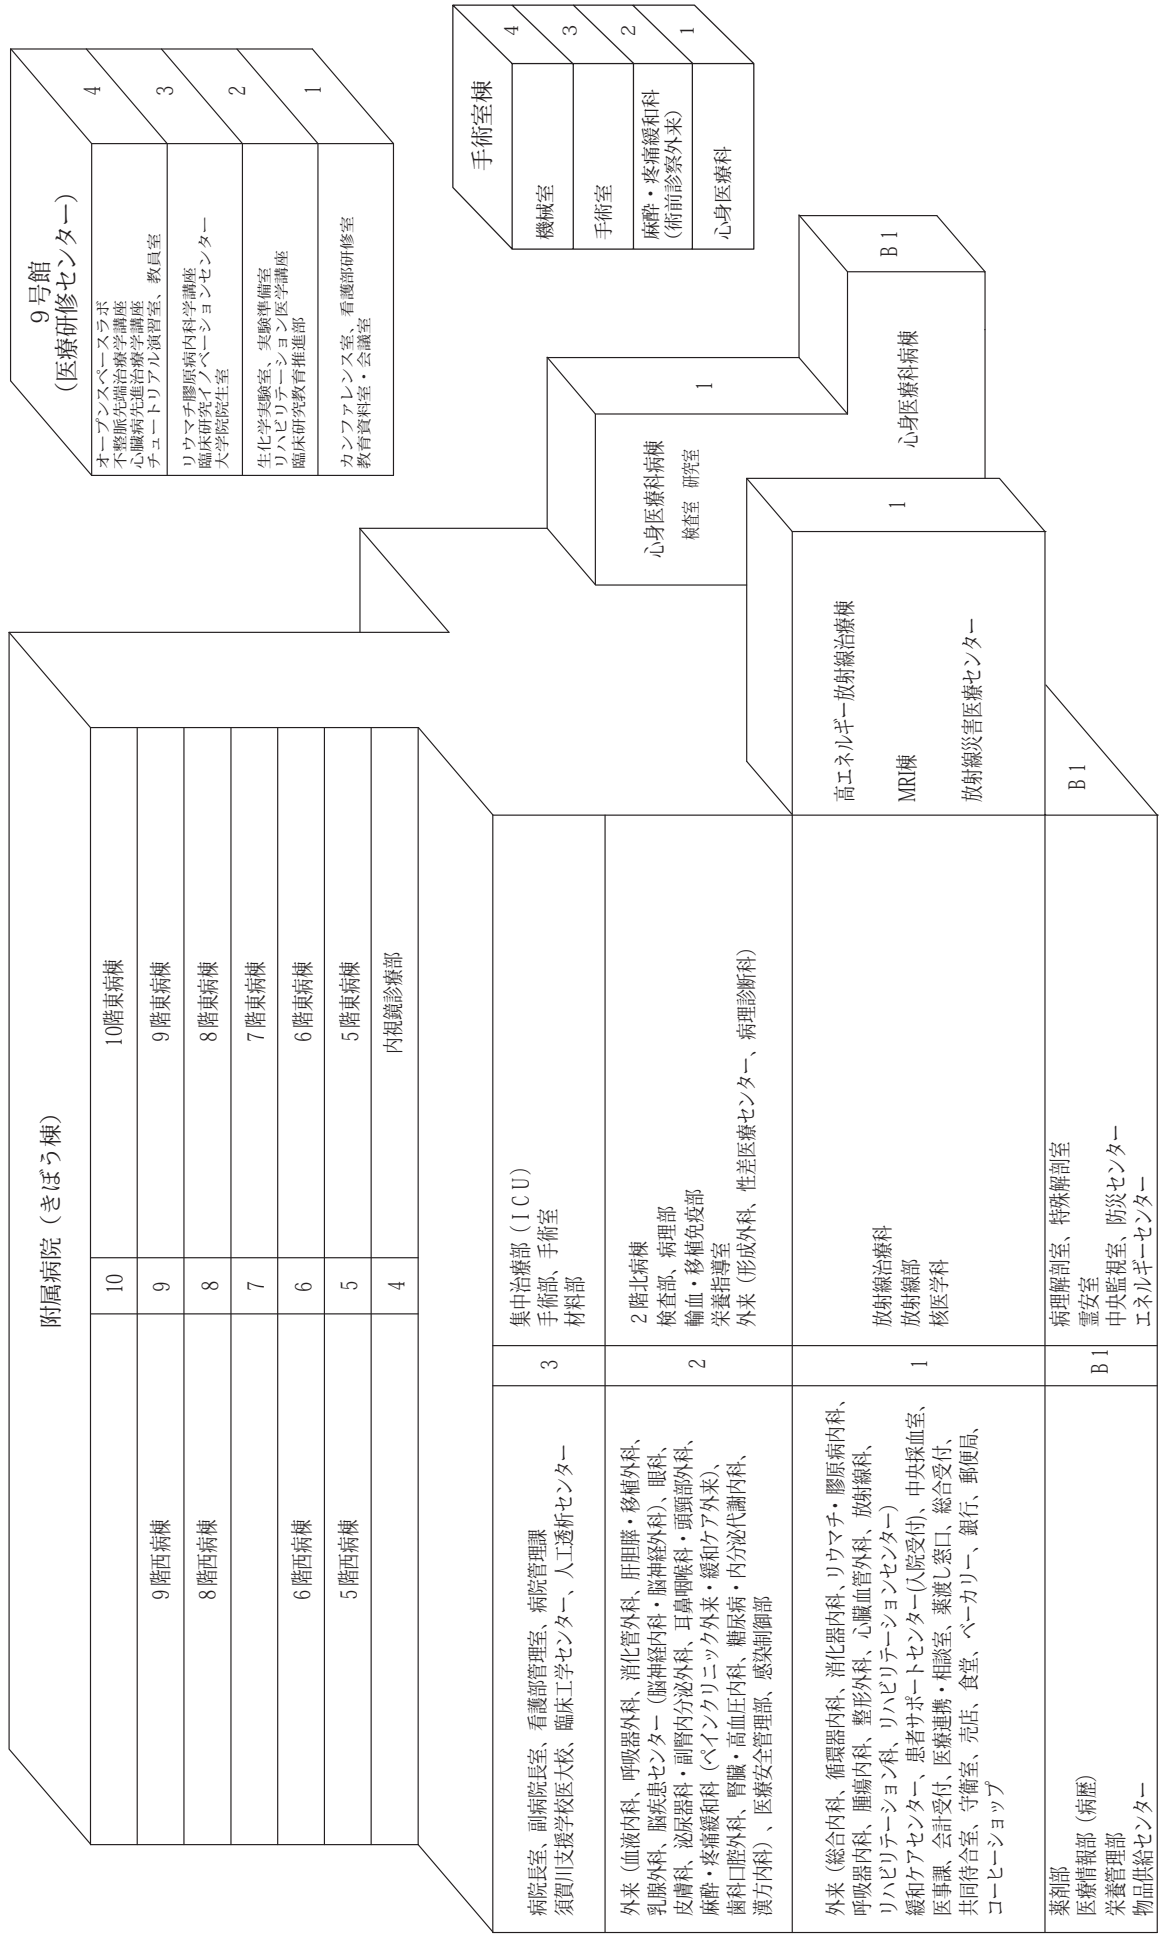 附属病院（きぼう棟）
10
10階東病棟
9階西病棟
9
9階東病棟
8階西病棟
8
8階東病棟
7
7階東病棟
6階西病棟
6
6階東病棟
5階西病棟
5
5階東病棟
4
内視鏡診療部
病院長室、副病院長室、看護部管理室、病院管理課
須賀川支援学校医大校、臨床工学センター、人工透析センター
3
集中治療部（ＩＣＵ）
手術部、手術室
材料部
外来（血液内科、呼吸器外科、消化管外科、肝胆膵・移植外科、
乳腺外科、脳疾患センター（脳神経内科・脳神経外科）、眼科、
皮膚科、泌尿器科・副腎内分泌外科、耳鼻咽喉科・頭頸部外科、
麻酔・疼痛緩和科（ペインクリニック外来・緩和ケア外来）、
歯科口腔外科、腎臓・高血圧内科、糖尿病・内分泌代謝内科、
漢方内科）、医療安全管理部、感染制御部
2
2階北病棟
検査部、病理部
輸血・移植免疫部
栄養指導室
外来（形成外科、性差医療センター、病理診断科）
外来（総合内科、循環器内科、消化器内科、リウマチ・膠原病内科、
呼吸器内科、腫瘍内科、整形外科、心臓血管外科、放射線科、
リハビリテーション科、リハビリテーションセンター）
緩和ケアセンター、患者サポートセンター(入院受付)、中央採血室、
医事課、会計受付、医療連携・相談室、薬渡し窓口、総合受付、
共同待合室、守衛室、売店、食堂、ベーカリー、銀行、郵便局、
コーヒーショップ
1
放射線治療科
放射線部
核医学科
薬剤部
医療情報部（病歴）
栄養管理部
物品供給センター
B1
病理解剖室、特殊解剖室
霊安室
中央監視室、防災センター
エネルギーセンター
B1
高エネルギー放射線治療棟
MRI棟
放射線災害医療センター
1
心身医療科病棟
検査室　研究室
1
心身医療科病棟
B1
9号館
（医療研修センター）
オープンスペースラボ
不整脈先端治療学講座
心臓病先進治療学講座
チュートリアル演習室、教員室
4
リウマチ膠原病内科学講座
臨床研究イノベーションセンター
大学院院生室
3
生化学実験室、実験準備室
リハビリテーション医学講座
臨床研究教育推進部
2
カンファレンス室、看護部研修室
教育資料室・会議室
1
手術室棟
機械室
4
手術室
3
麻酔・疼痛緩和科
（術前診察外来）
2
心身医療科
1